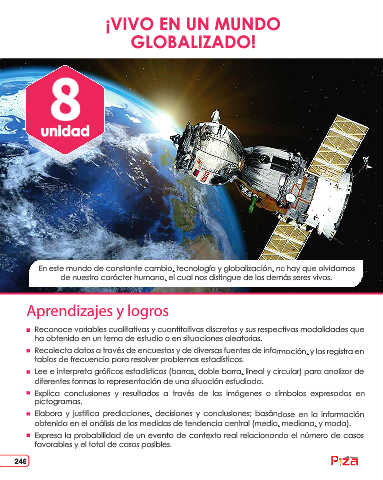 ¡VIVO EN UN MUNDO
GLOBALIZADO!
8
unidad
En este mundo de constante cambio, tecnología y globalización, no hay que olvidarnos
de nuestro carácter humano, el cual nos distingue de los demás seres vivos.
Aprendizajes y logros
Reconoce variables cualitativas y cuantitativas discretas y sus respectivas modalidades que
ha obtenido en un tema de estudio o en situaciones aleatorias.
Recolecta datos a través de encuestas y de diversas fuentes de información, y los registra en
tablas de frecuencia para resolver problemas estadísticos.
Lee e interpreta gráficos estadísticos (barras, doble barra, lineal y circular) para analizar de
diferentes formas la representación de una situación estudiada.
Explica conclusiones y resultados a través de las imágenes o símbolos expresados en
pictogramas.
Elabora y justifica predicciones, decisiones y conclusiones; basándose en la información
obtenida en el análisis de las medidas de tendencia central (media, mediana, y moda).
Expresa la probabilidad de un evento de contexto real relacionando el número de casos
favorables y el total de casos posibles.
246